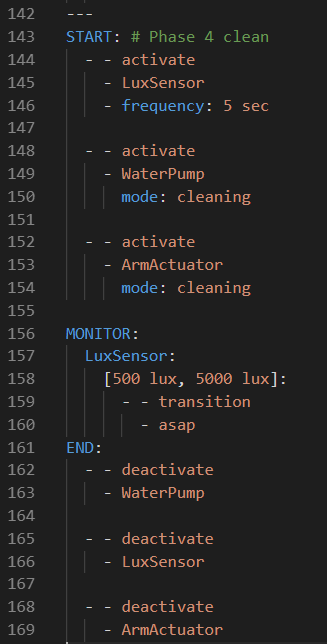 142 ---
143 START: # Phase 4 clean
144   - - activate
145     - LuxSensor
146     - frequency: 5 sec
147
148   - - activate
149     - WaterPump
150       mode: cleaning
151
152   - - activate
153     - ArmActuator
154       mode: cleaning
155
156 MONITOR:
157   LuxSensor:
158     [500 lux, 5000 lux]:
159       - - transition
160         - asap
161 END:
162   - - deactivate
163     - WaterPump
164
165   - - deactivate
166     - LuxSensor
167
168   - - deactivate
169     - ArmActuator